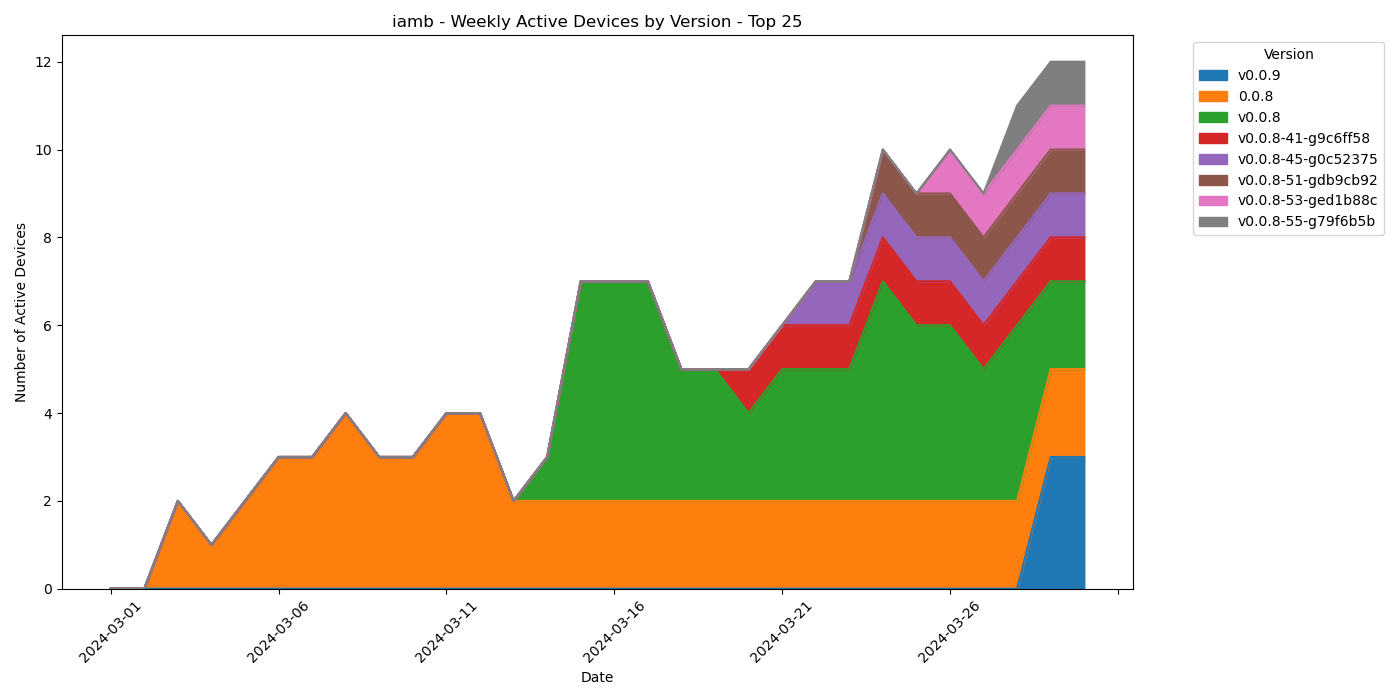 iamb - Weekly Active Devices by Version - Top 25
Number of Active Devices
12
10
8
6
4
2
0
2024-03-01
2024-03-06
2024-03-11
2024-03-16
2024-03-21
2024-03-26
Date
Version
v0.0.9
0.0.8
v0.0.8
v0.0.8-41-g9c6ff58
v0.0.8-45-g0c52375
v0.0.8-51-gdb9cb92
v0.0.8-53-ged1b88c
v0.0.8-55-g79f6b5b